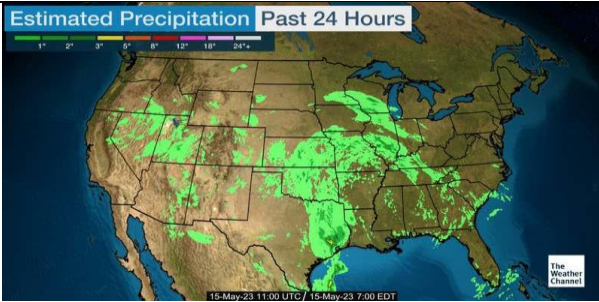 Estimated Precipitation Past 24 Hours
1" 2" 3" 5" 8" 12" 18" 24"+
The
Weather
Channel
15-May-23 11:00 UTC / 15-May-23 7:00 EDT